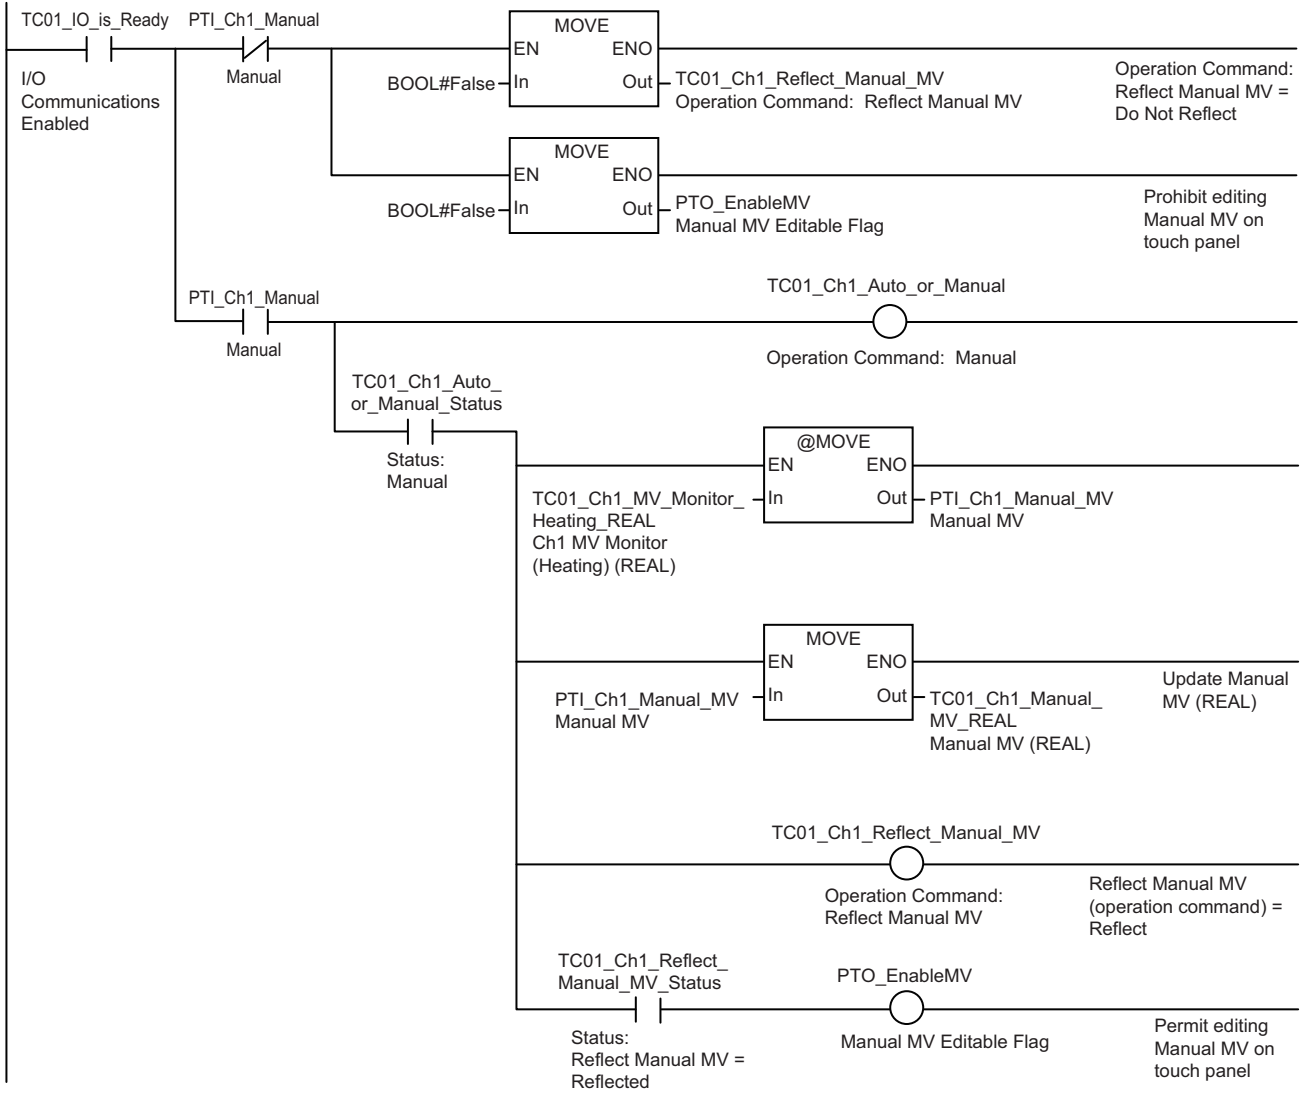 TC01_IO_is_Ready
PTI_Ch1_Manual
I/O
Communications
Enabled
Manual
MOVE
EN ENO
BOOL#False In Out TC01_Ch1_Reflect_Manual_MV
Operation Command: Reflect Manual MV
Operation Command:
Reflect Manual MV =
Do Not Reflect
MOVE
EN ENO
BOOL#False In Out PTO_EnableMV
Manual MV Editable Flag
Prohibit editing
Manual MV on
touch panel
PTI_Ch1_Manual
Manual
TC01_Ch1_Auto_or_Manual
Operation Command: Manual
TC01_Ch1_Auto_
or_Manual_Status
Status:
Manual
@MOVE
EN ENO
TC01_Ch1_MV_Monitor_
Heating_REAL
Ch1 MV Monitor
(Heating) (REAL)
In Out
PTI_Ch1_Manual_MV
Manual MV
MOVE
EN ENO
PTI_Ch1_Manual_MV
Manual MV
In Out
TC01_Ch1_Manual_
MV_REAL
Manual MV (REAL)
Update Manual
MV (REAL)
TC01_Ch1_Reflect_Manual_MV
Operation Command:
Reflect Manual MV
Reflect Manual MV
(operation command) =
Reflect
TC01_Ch1_Reflect_
Manual_MV_Status
Status:
Reflect Manual MV =
Reflected
PTO_EnableMV
Manual MV Editable Flag
Permit editing
Manual MV on
touch panel